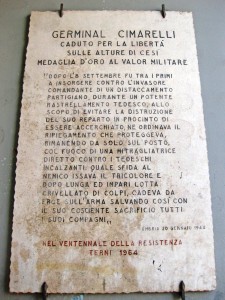 GERMINAL CIMARELLI
CADUTO PER LA LIBERTÀ
SULLE ALTURE DI CESI
MEDAGLIA D'ORO AL VALOR MILITARE
"DOPO L'8 SETTEMBRE FU TRA I PRIMI
A INSORGERE CONTRO L'INVASORE
COMANDANTE DI UN DISTACCAMENTO
PARTIGIANO, DURANTE UN POTENTE
RASTRELLAMENTO TEDESCO, ALLO
SCOPO DI EVITARE LA DISTRUZIONE
DEL SUO REPARTO IN PROCINTO DI
ESSERE ACCERCHIATO, NE ORDINAVA IL
RIPIEGAMENTO CHE PROTEGGEVA,
RIMANENDO DA SOLO, SUL POSTO,
COL FUOCO DI UNA MITRAGLIATRICE
DIRETTO CONTRO I TEDESCHI
INCALZANTI QUALE SFIDA AL
NEMICO ISSAVA IL TRICOLORE E
DOPO LUNGA ED IMPARI LOTTA
CRIVELLATO DI COLPI, CADEVA DA
EROE SULL'ARMA SALVANDO COSÌ CON
IL SUO COSCIENTE SACRIFICIO TUTTI
I SUOI COMPAGNI„
GENNAIO
NEL VENTENNALE DELLA RESISTENZA
TERNI 1964